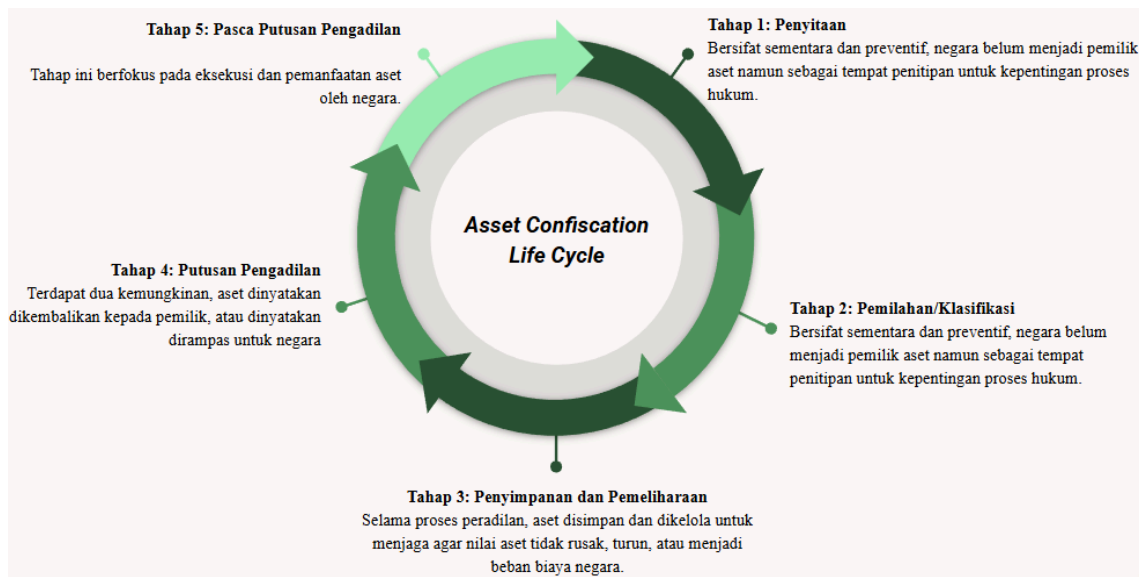 Asset Confiscation
Life Cycle
Tahap 1: Penyitaan
Bersifat sementara dan preventif, negara belum menjadi pemilik
aset namun sebagai tempat penitipan untuk kepentingan proses
hukum.
Tahap 2: Pemilahan/Klasifikasi
Bersifat sementara dan preventif, negara belum
menjadi pemilik aset namun sebagai tempat
penitipan untuk kepentingan proses hukum.
Tahap 3: Penyimpanan dan Pemeliharaan
Selama proses peradilan, aset disimpan dan dikelola untuk
menjaga agar nilai aset tidak rusak, turun, atau menjadi
beban biaya negara.
Tahap 4: Putusan Pengadilan
Terdapat dua kemungkinan, aset dinyatakan
dikembalikan kepada pemilik, atau dinyatakan
dirampas untuk negara
Tahap 5: Pasca Putusan Pengadilan
Tahap ini berfokus pada eksekusi dan pemanfaatan aset
oleh negara.